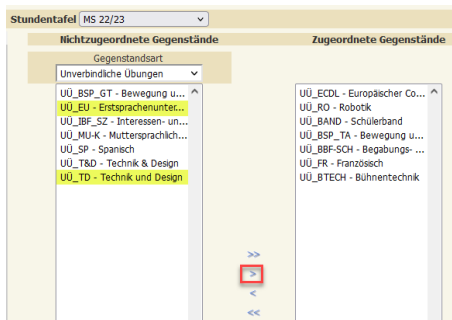 Stundentafel MS 22/23
Nichtzugeordnete Gegenstände
Zugeordnete Gegenstände
Gegenstandsart
Unverbindliche Übungen
UÜ_BSP_GT - Bewegung u...
UÜ_EU - Erstsprachenunter...
UÜ_IBF_SZ - Interessen- un...
UÜ_MU-K - Muttersprachlich...
UÜ_SP - Spanisch
UÜ_T&D - Technik & Design
UÜ_TD - Technik und Design
>>
>
<
<<
UÜ_ECDL - Europäischer Co...
UÜ_RO - Robotik
UÜ_BAND - Schülerband
UÜ_BSP_TA - Bewegung u...
UÜ_BBF-SCH - Begabungs- ...
UÜ_FR - Französisch
UÜ_BTECH - Bühnentechnik